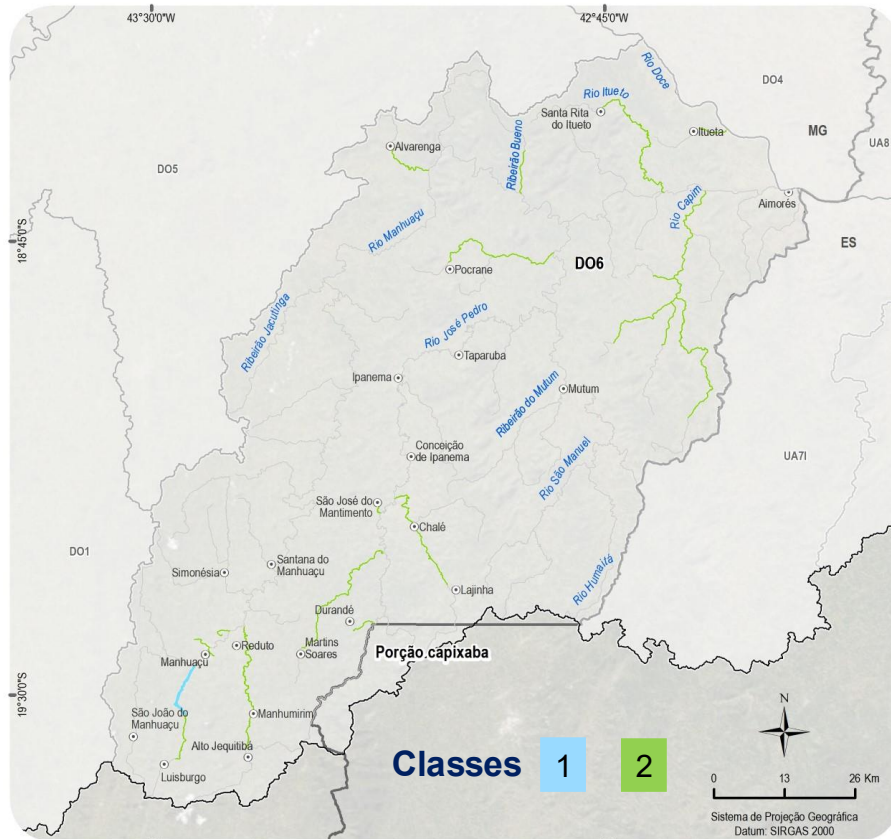 43°30'0"W
42°45'0"W
Rio Doce
DO4
Rio Itueto
Santa Rita
do Itueto
Itueta
MG
UA8
Alvarenga
Ribeirão Bueno
DO5
Rio Capim
Aimorés
Rio Manhuaçu
18°45'0"S
ES
DO6
Pocrane
Ribeirão Jacutinga
Rio José Pedro
Taparuba
Ipanema
Mutum
Ribeirão do Mutum
Conceição
de Ipanema
UA7I
Rio São Manuel
São José do
Mantimento
Chalé
DO1
Santana do
Manhuaçu
Simonésia
Lajinha
Rio Humaitá
Durandé
Reduto
Martins
Soares
Porção capixaba
Manhuaçu
19°30'0"S
São João do
Manhuaçu
Manhumirim
N
Alto Jequitibá
Luisburgo
Classes 1 2
0 13 26 Km
Sistema de Projeção Geográfica
Datum: SIRGAS 2000